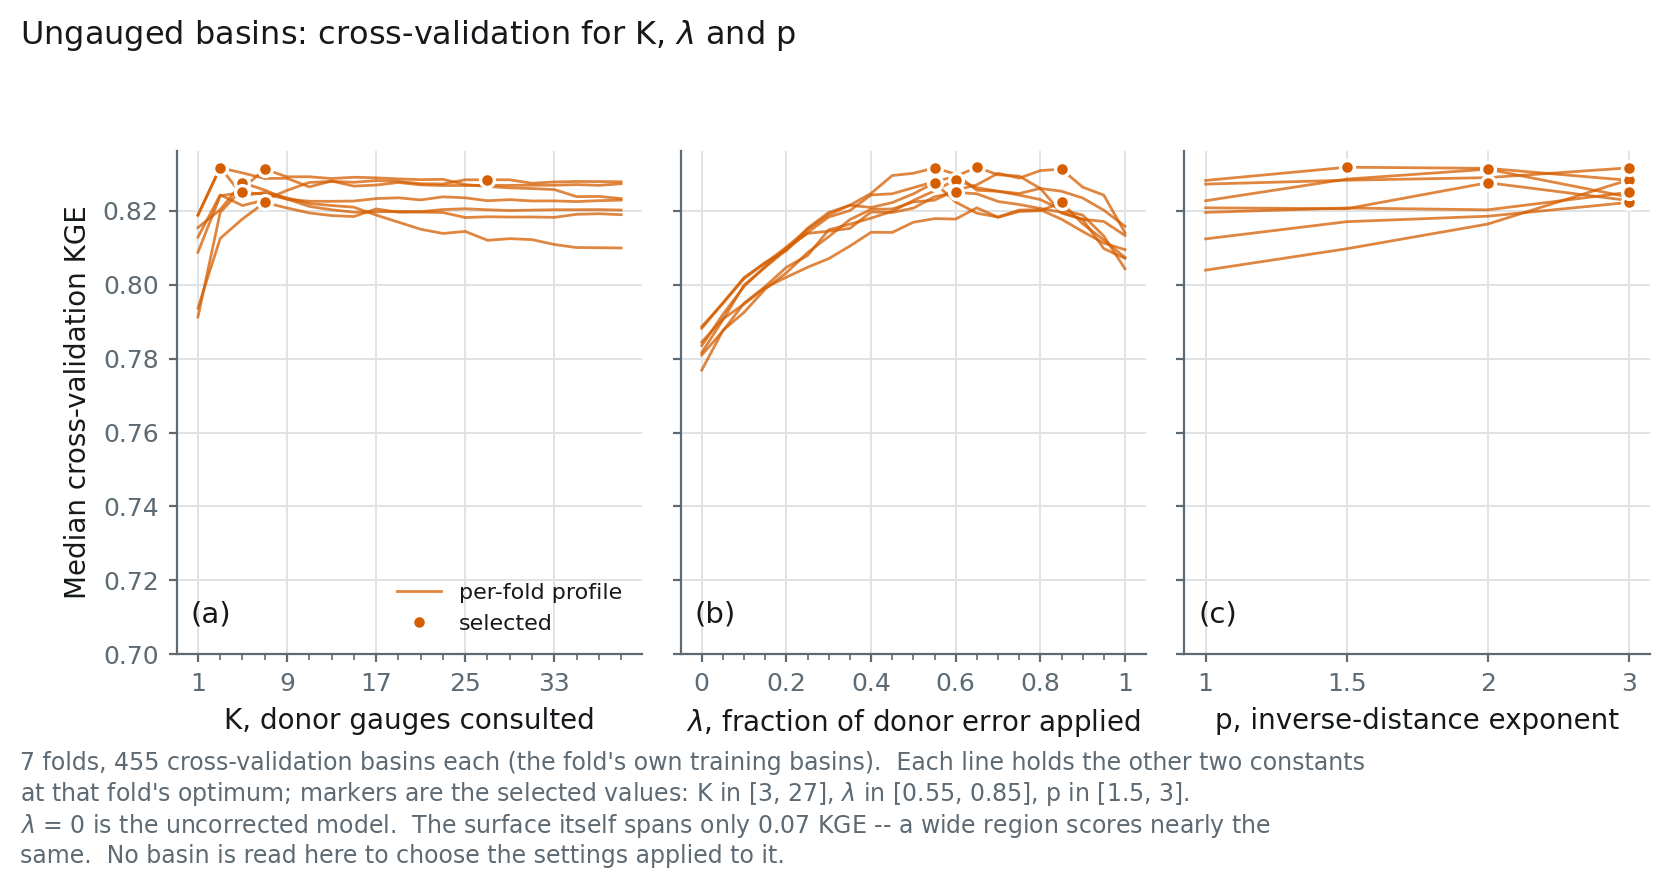 Ungauged basins: cross-validation for K, λ and p
Median cross-validation KGE
0.82
0.80
0.78
0.76
0.74
0.72
0.70
per-fold profile
selected
(a)
(b)
(c)
1 9 17 25 33
0 0.2 0.4 0.6 0.8 1
1 1.5 2 3
K, donor gauges consulted
λ, fraction of donor error applied
p, inverse-distance exponent
7 folds, 455 cross-validation basins each (the fold's own training basins).  Each line holds the other two constants
at that fold's optimum; markers are the selected values: K in [3, 27], λ in [0.55, 0.85], p in [1.5, 3].
λ = 0 is the uncorrected model.  The surface itself spans only 0.07 KGE -- a wide region scores nearly the
same.  No basin is read here to choose the settings applied to it.